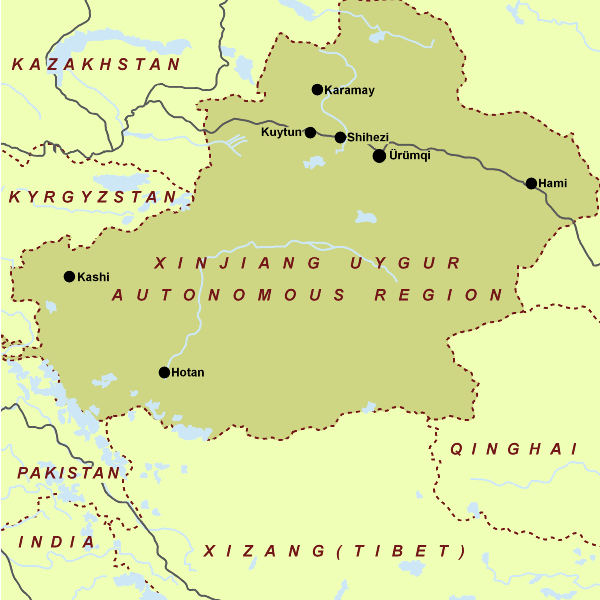 KAZAKHSTAN
Karamay
Kuytun
Shihezi
Ürümqi
Hami
KYRGYZSTAN
XINJIANG UYGUR
AUTONOMOUS REGION
Kashi
Hotan
QINGHAI
PAKISTAN
INDIA
XIZANG (TIBET)